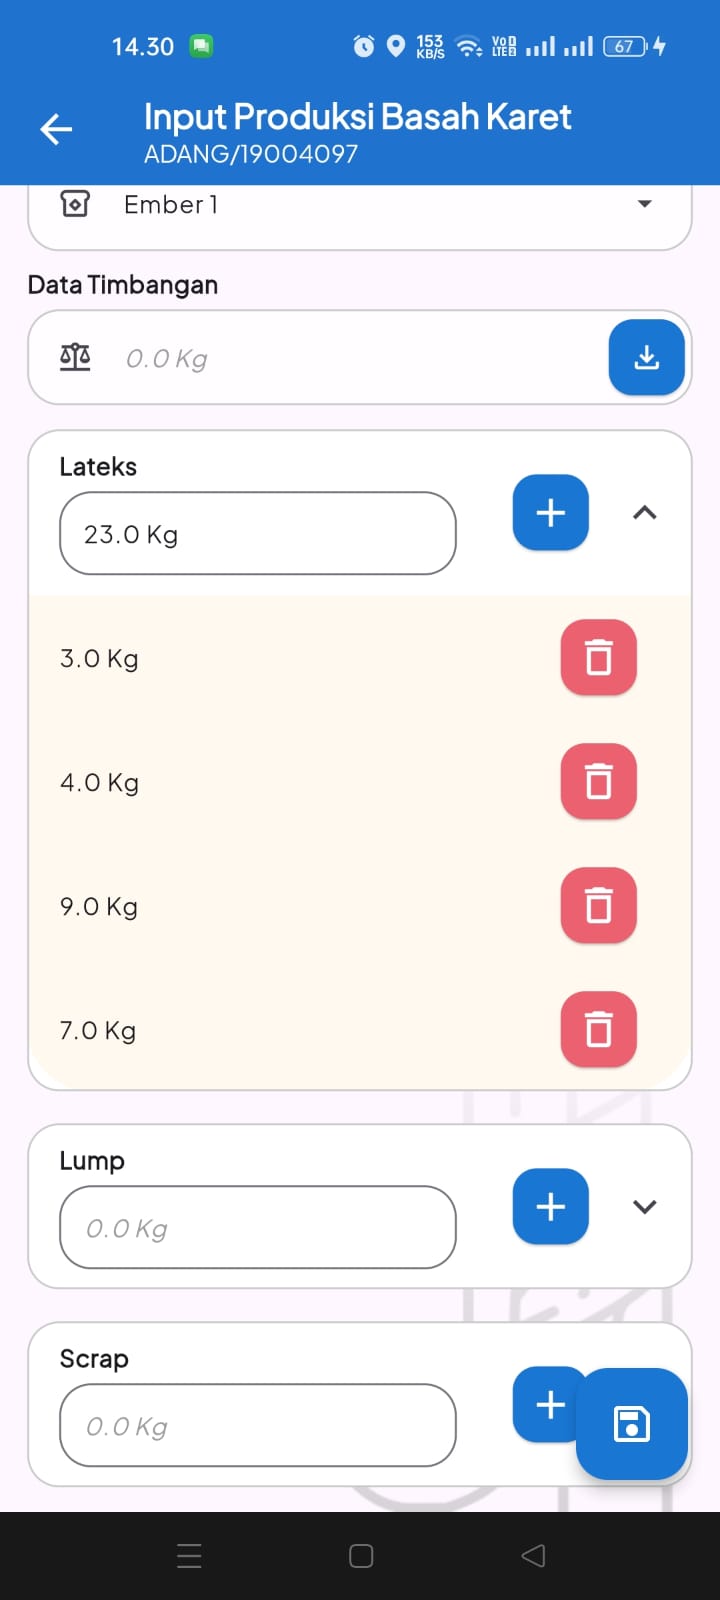 14.30
153
KB/S
VoD
LTE2
67
Input Produksi Basah Karet
ADANG/19004097
Ember 1
Data Timbangan
0.0 Kg
Lateks
23.0 Kg
3.0 Kg
4.0 Kg
9.0 Kg
7.0 Kg
Lump
0.0 Kg
Scrap
0.0 Kg